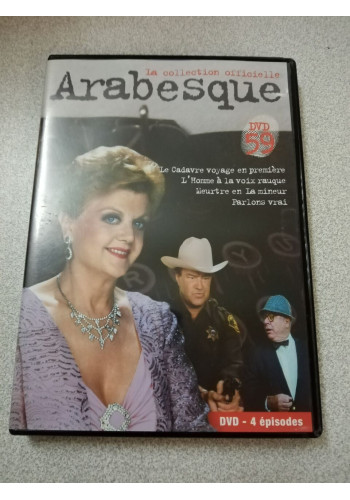 La collection officielle
Arabesque
DVD
59
Le Cadavre voyage en première
L'Homme à la voix rauque
Meurtre en La mineur
Parlons vrai
DVD - 4 épisodes